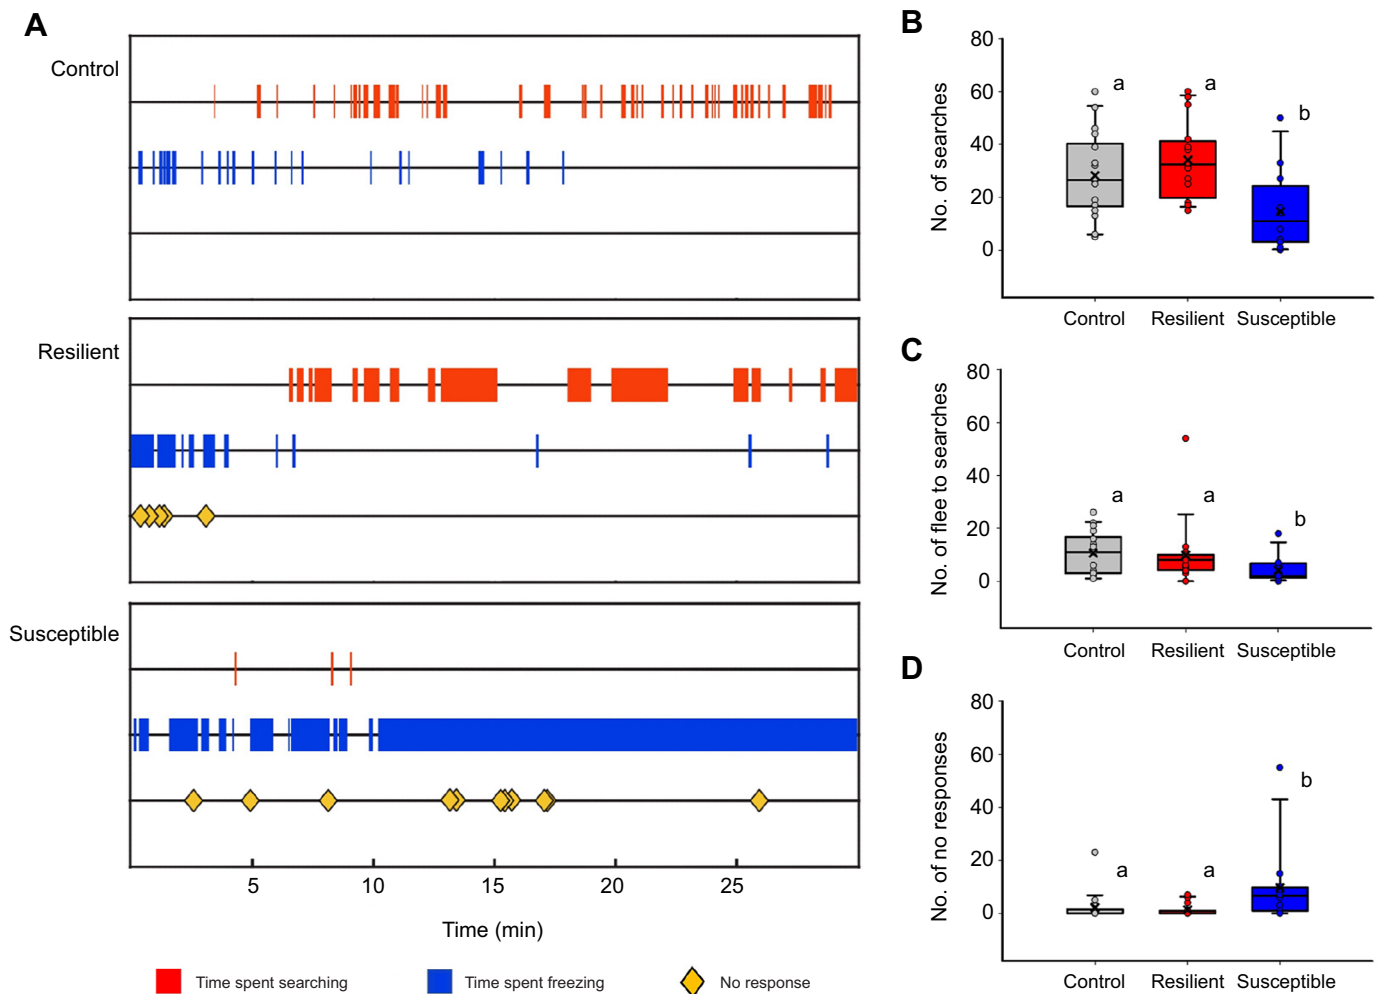 A
Control
Resilient
Susceptible
5 10 15 20 25
Time (min)
Time spent searching
Time spent freezing
No response
B
No. of searches
80
60
40
20
0
a a b
Control Resilient Susceptible
C
No. of flee to searches
80
60
40
20
0
a a b
Control Resilient Susceptible
D
No. of no responses
80
60
40
20
0
a a b
Control Resilient Susceptible